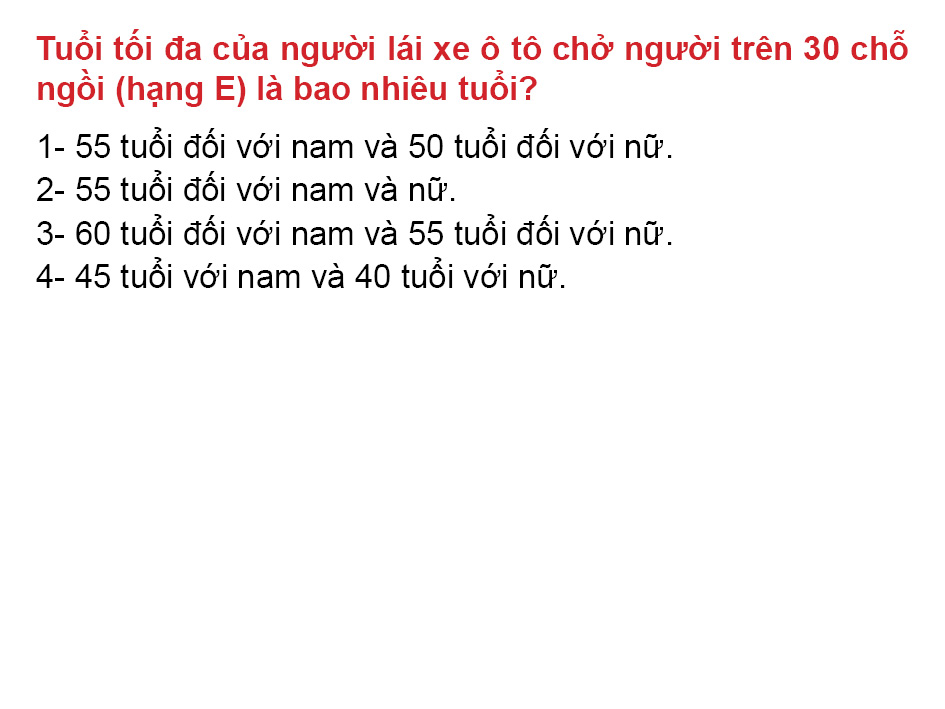 Tuổi tối đa của người lái xe ô tô chở người trên 30 chỗ
ngồi (hạng E) là bao nhiêu tuổi?
1- 55 tuổi đối với nam và 50 tuổi đối với nữ.
2- 55 tuổi đối với nam và nữ.
3- 60 tuổi đối với nam và 55 tuổi đối với nữ.
4- 45 tuổi với nam và 40 tuổi với nữ.